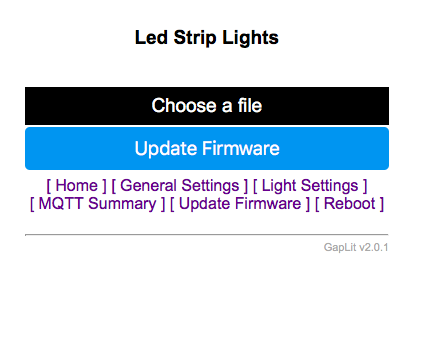 Led Strip Lights
Choose a file
Update Firmware
[ Home ] [ General Settings ] [ Light Settings ]
[ MQTT Summary ] [ Update Firmware ] [ Reboot ]
GapLit v2.0.1